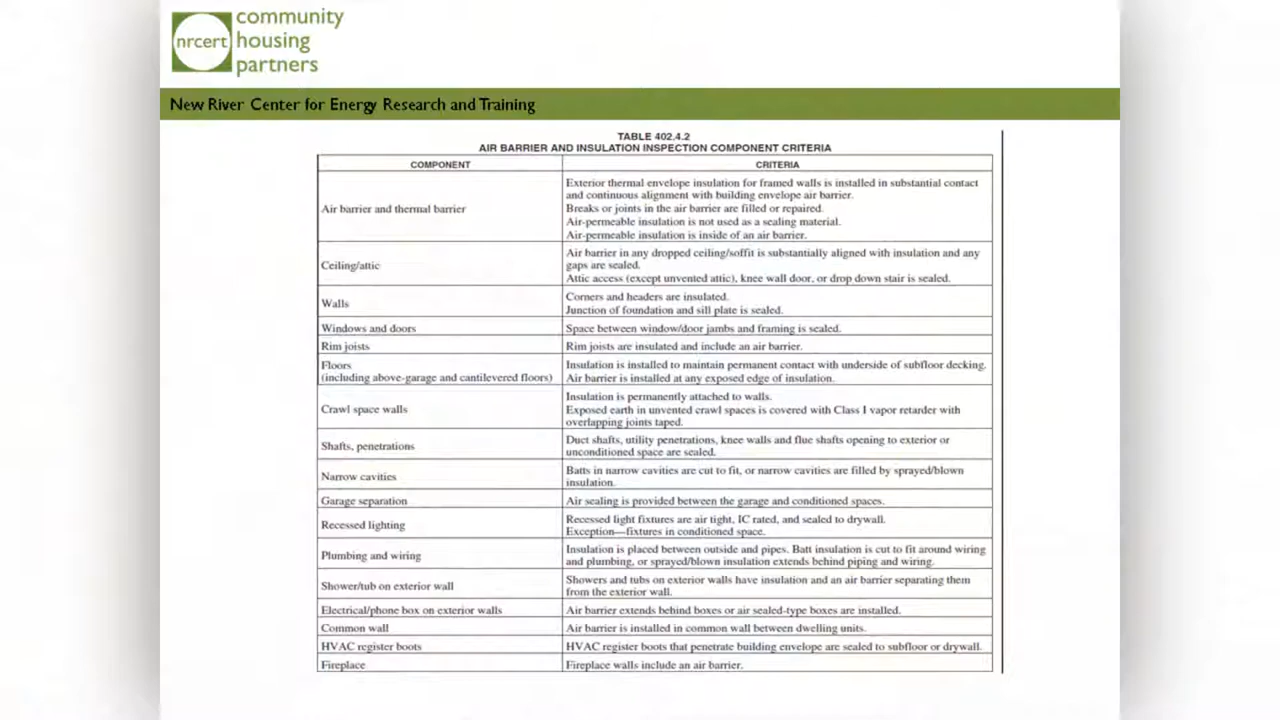 community
nrcert housing
partners
New River Center for Energy Research and Training
TABLE 402.4.2
AIR BARRIER AND INSULATION INSPECTION COMPONENT CRITERIA
COMPONENT CRITERIA
Air barrier and thermal barrier
Exterior thermal envelope insulation for framed walls is installed in substantial contact
and continuous alignment with building envelope air barrier.
Breaks or joints in the air barrier are filled or repaired.
Air-permeable insulation is not used as a sealing material.
Air-permeable insulation is inside of an air barrier.
Ceiling/attic
Air barrier in any dropped ceiling/soffit is substantially aligned with insulation and any
gaps are sealed.
Attic access (except unvented attic), knee wall door, or drop down stair is sealed.
Walls
Corners and headers are insulated.
Junction of foundation and sill plate is sealed.
Windows and doors Space between window/door jambs and framing is sealed.
Rim joists Rim joists are insulated and include an air barrier.
Floors
(including above-garage and cantilevered floors)
Insulation is installed to maintain permanent contact with underside of subfloor decking.
Air barrier is installed at any exposed edge of insulation.
Crawl space walls
Insulation is permanently attached to walls.
Exposed earth in unvented crawl spaces is covered with Class I vapor retarder with
overlapping joints taped.
Shafts, penetrations
Duct shafts, utility penetrations, knee walls and flue shafts opening to exterior or
unconditioned space are sealed.
Narrow cavities
Batts in narrow cavities are cut to fit, or narrow cavities are filled by sprayed/blown
insulation.
Garage separation Air sealing is provided between the garage and conditioned spaces.
Recessed lighting
Recessed light fixtures are air tight, IC rated, and sealed to drywall.
Exception—fixtures in conditioned space.
Plumbing and wiring
Insulation is placed between outside and pipes. Batt insulation is cut to fit around wiring
and plumbing, or sprayed/blown insulation extends behind piping and wiring.
Shower/tub on exterior wall
Showers and tubs on exterior walls have insulation and an air barrier separating them
from the exterior wall.
Electrical/phone box on exterior walls Air barrier extends behind boxes or air sealed-type boxes are installed.
Common wall Air barrier is installed in common wall between dwelling units.
HVAC register boots HVAC register boots that penetrate building envelope are sealed to subfloor or drywall.
Fireplace Fireplace walls include an air barrier.